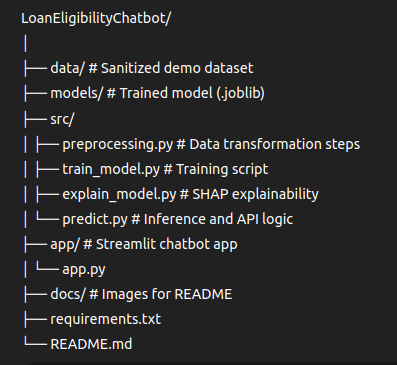 LoanEligibilityChatbot/
│
├── data/ # Sanitized demo dataset
├── models/ # Trained model (.joblib)
├── src/
│ ├── preprocessing.py # Data transformation steps
│ ├── train_model.py # Training script
│ ├── explain_model.py # SHAP explainability
│ └── predict.py # Inference and API logic
├── app/ # Streamlit chatbot app
│ └── app.py
├── docs/ # Images for README
├── requirements.txt
└── README.md